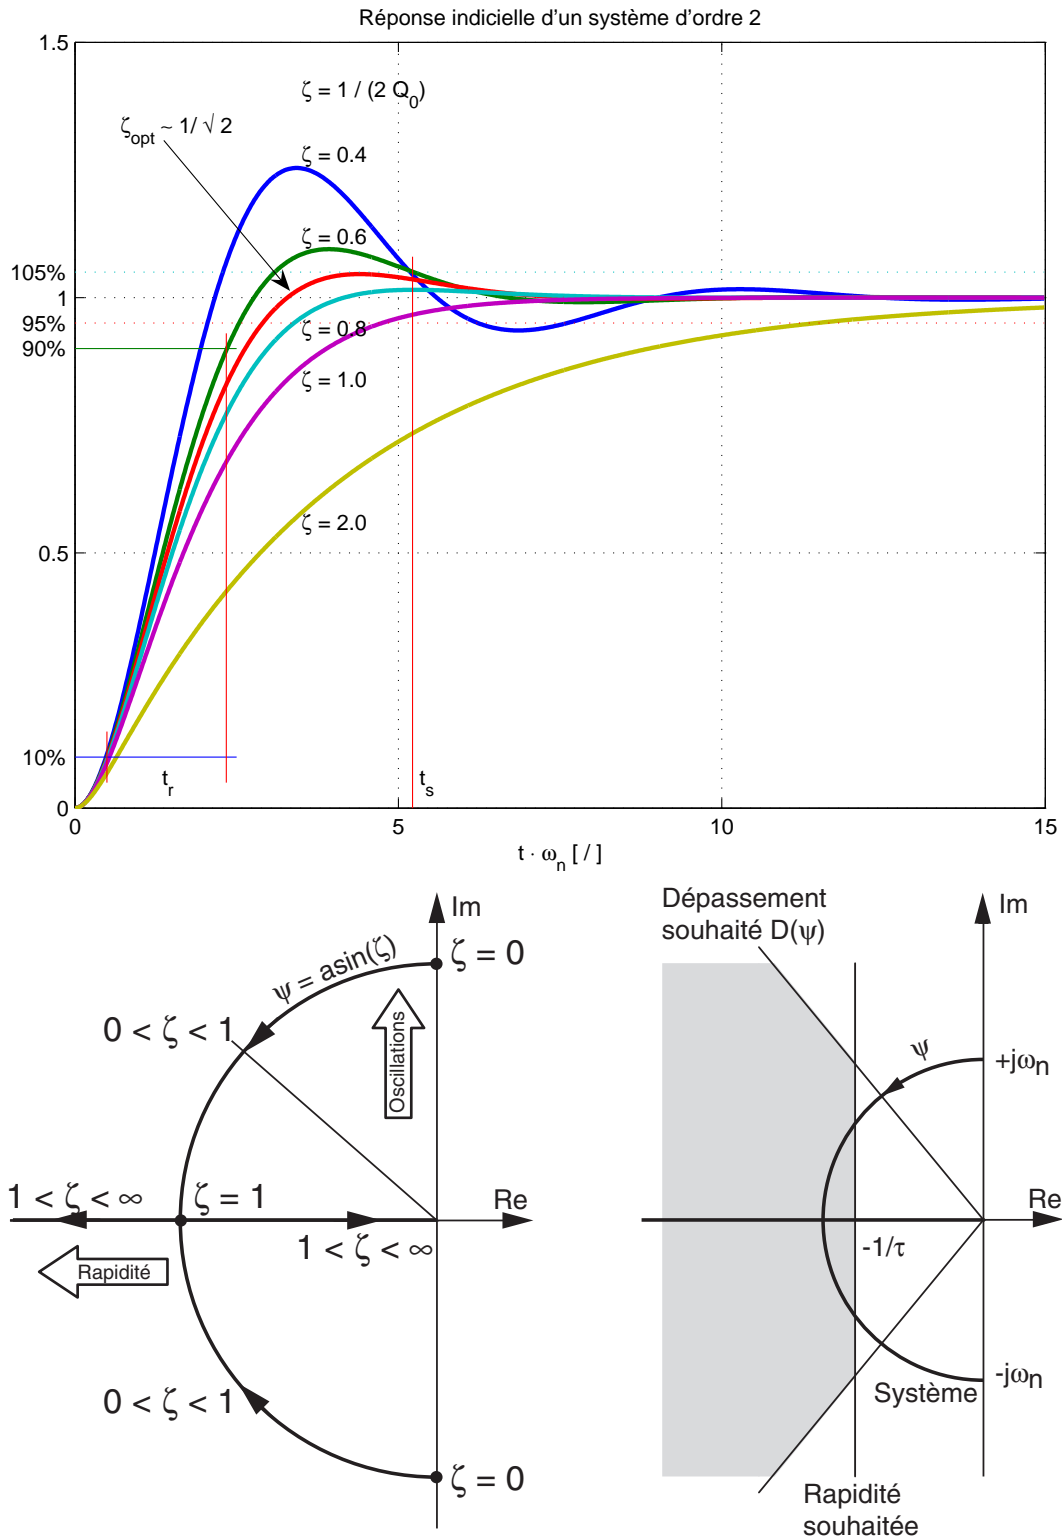 Réponse indicielle d'un système d'ordre 2
1.5
ζ = 1 / (2 Q0)
ζopt ~ 1/ √ 2
ζ = 0.4
ζ = 0.6
105%
1
95%
ζ = 0.8
90%
ζ = 1.0
ζ = 2.0
0.5
10%
tr
ts
0
0
5
10
15
t · ωn [ / ]
Im
ψ = asin(ζ)
ζ = 0
0 < ζ < 1
Oscillations
1 < ζ < ∞
ζ = 1
Re
1 < ζ < ∞
Rapidité
0 < ζ < 1
ζ = 0
Dépassement
souhaité D(ψ)
Im
ψ
+jωn
Re
-1/τ
Système
-jωn
Rapidité
souhaitée